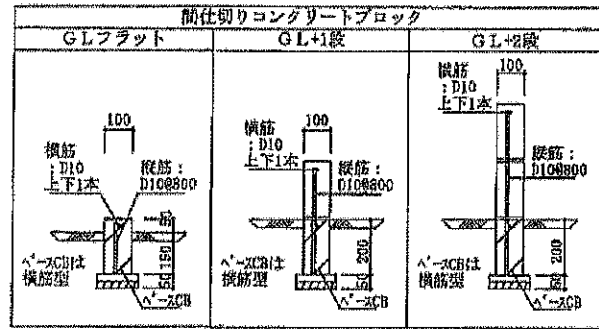 間仕切りコンクリートブロック
GLフラット
GL+1段
GL+2段
100
横筋
:D10
上下1本
縦筋：
D10@800
50
190
ベースCBは
横筋型
ベースCB
100
横筋
:D10
上下1本
縦筋：
D10@800
200
50
ベースCBは
横筋型
ベースCB
100
横筋
:D10
上下1本
縦筋：
D10@800
200
50
ベースCBは
横筋型
ベースCB